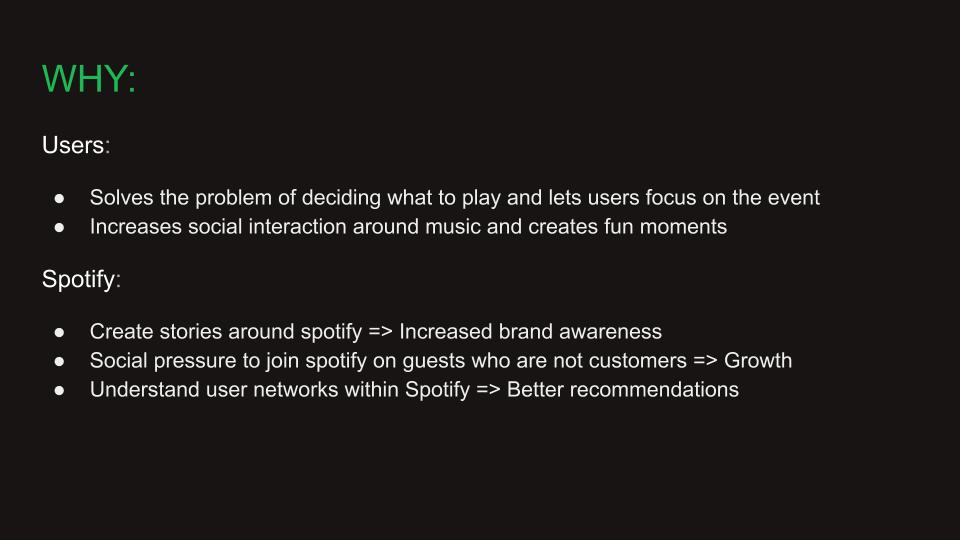 WHY:
Users:
● Solves the problem of deciding what to play and lets users focus on the event
● Increases social interaction around music and creates fun moments
Spotify:
● Create stories around spotify => Increased brand awareness
● Social pressure to join spotify on guests who are not customers => Growth
● Understand user networks within Spotify => Better recommendations